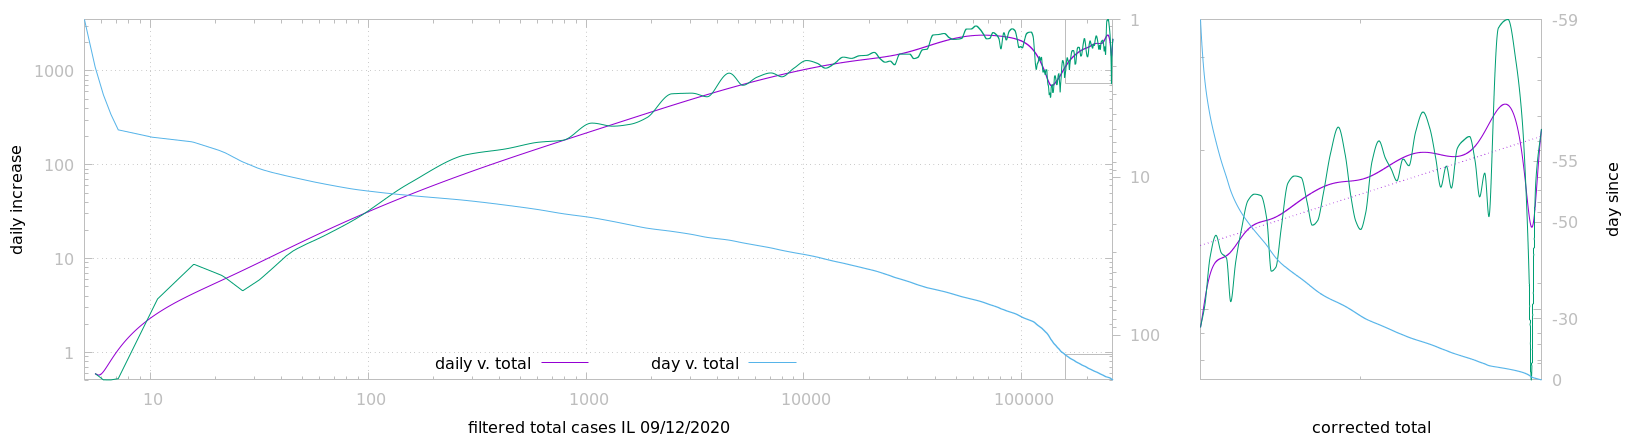 daily increase
1000
100
10
1
daily v. total
day v. total
10
100
1000
10000
100000
filtered total cases IL 09/12/2020
1
10
100
-59
-55
-50
-30
0
day since
corrected total